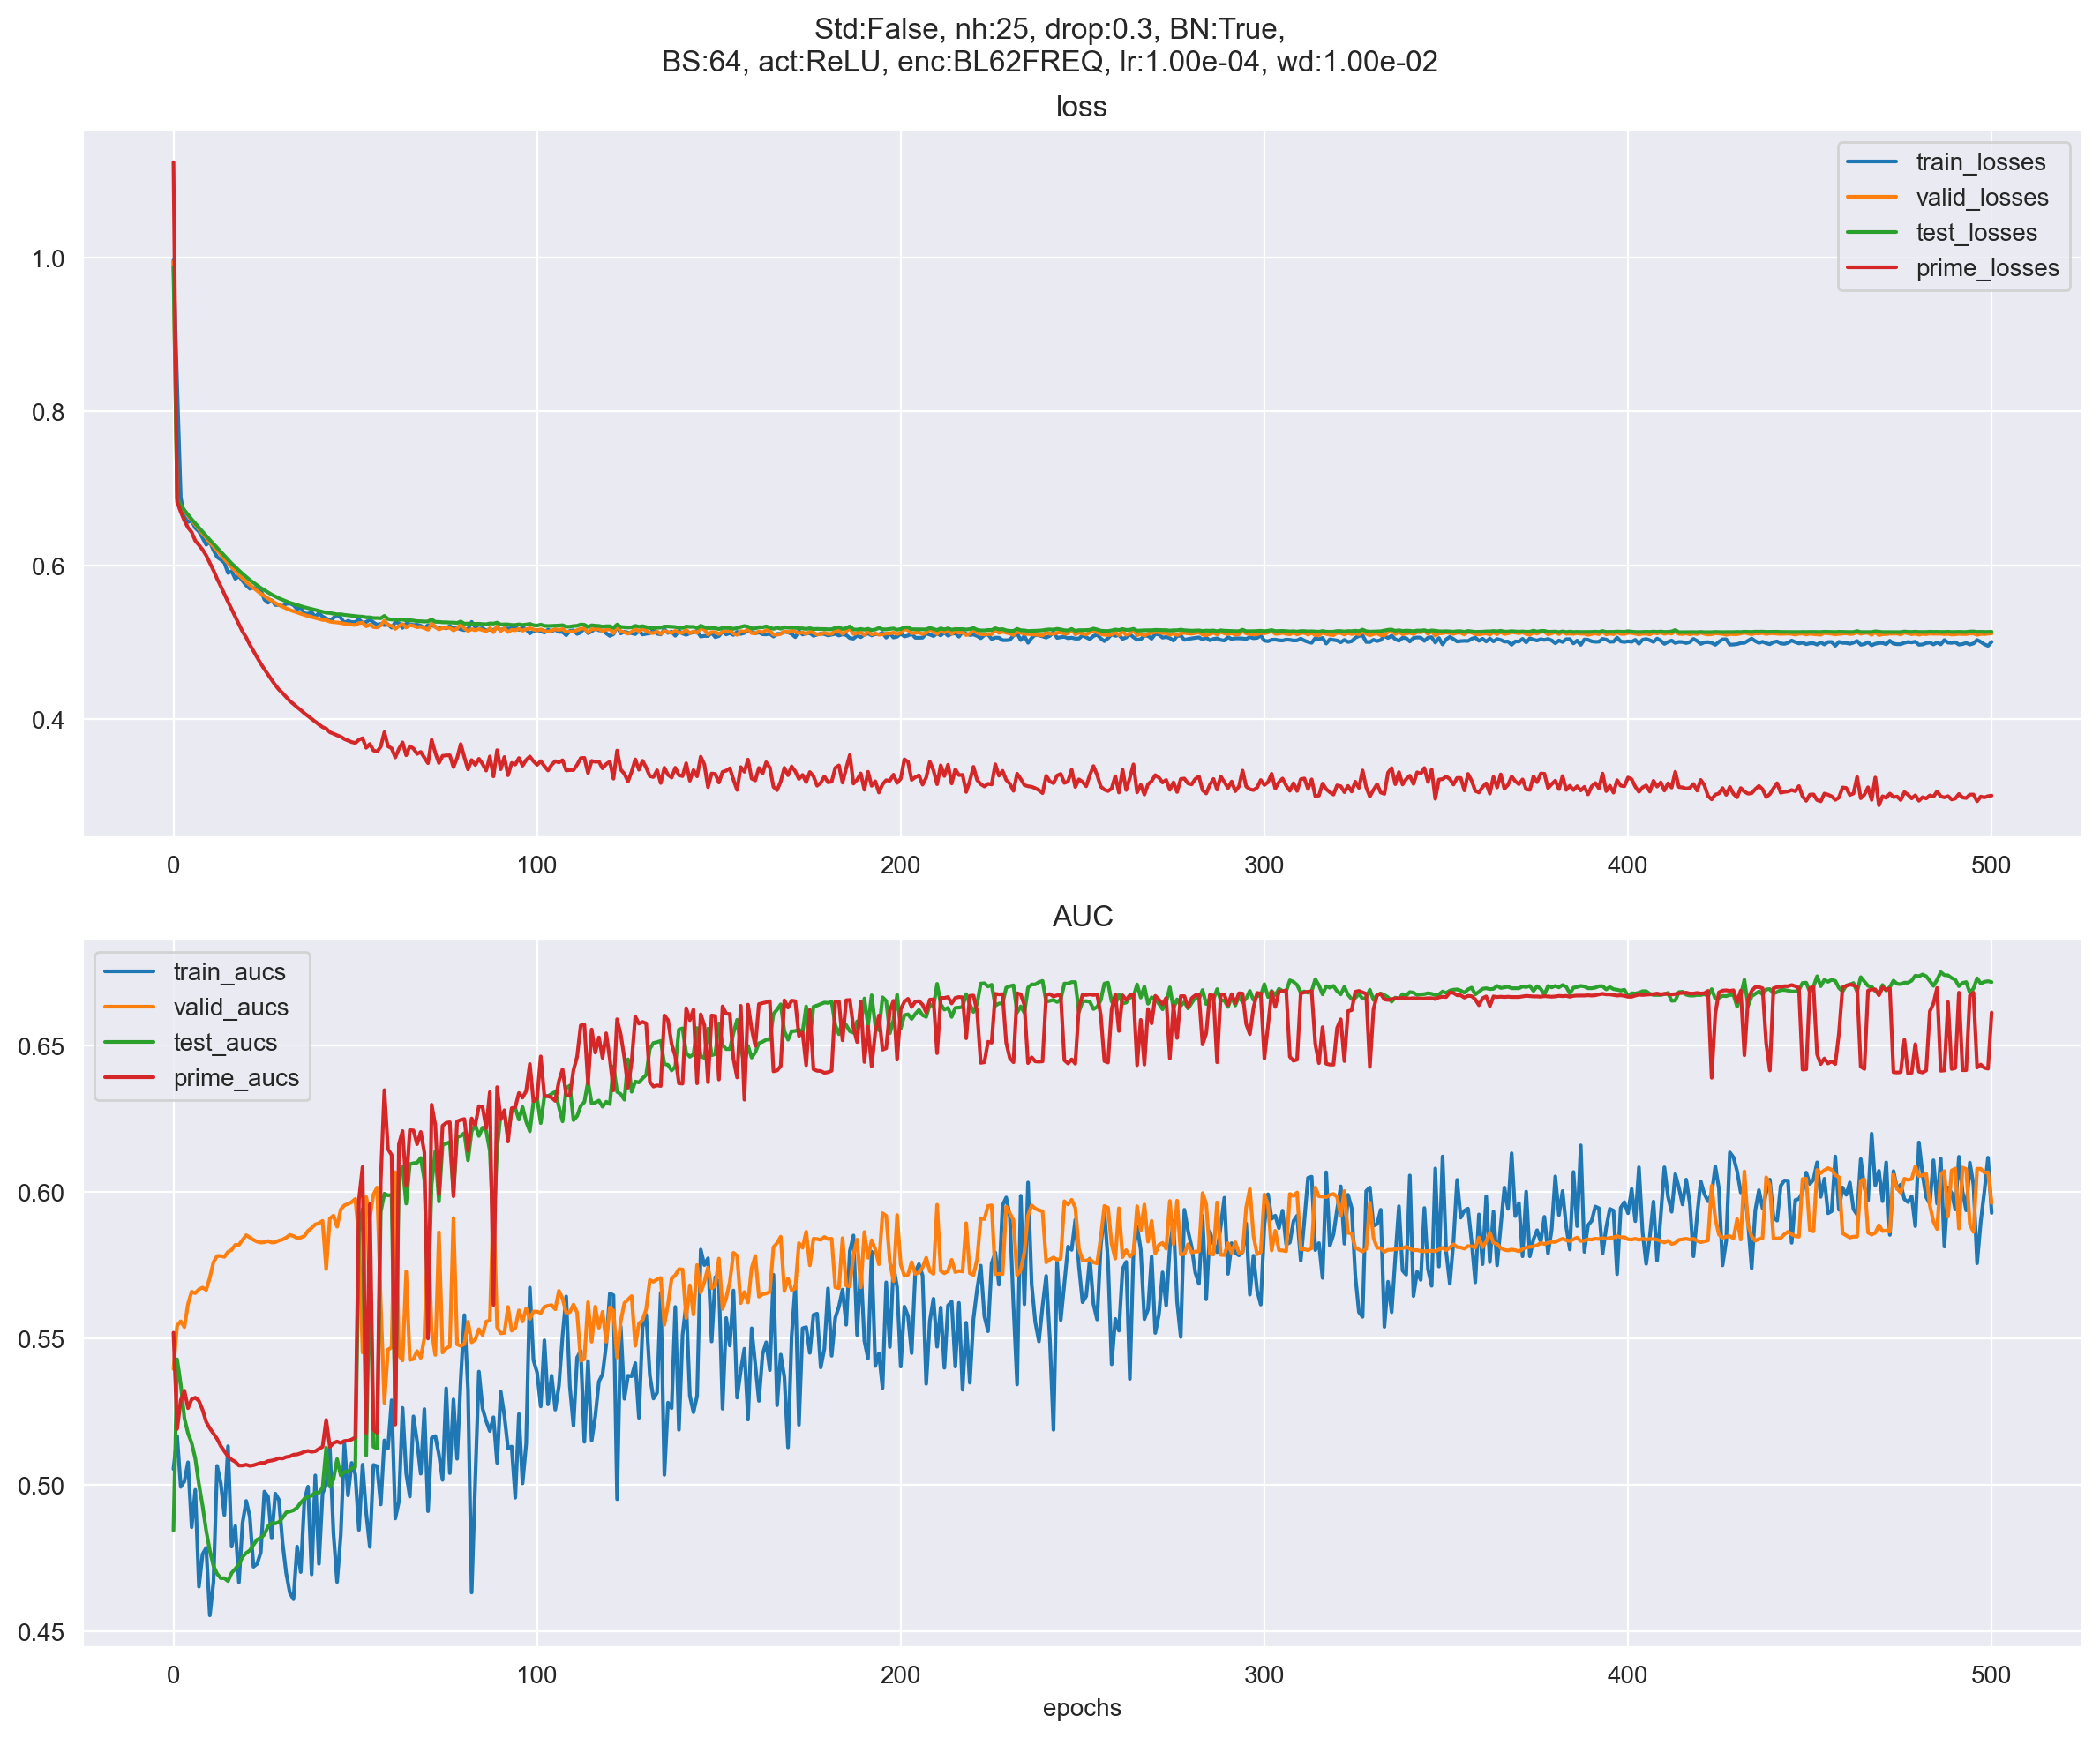 Std:False, nh:25, drop:0.3, BN:True,
BS:64, act:ReLU, enc:BL62FREQ, lr:1.00e-04, wd:1.00e-02
loss
train_losses
valid_losses
test_losses
prime_losses
1.0
0.8
0.6
0.4
0 100 200 300 400 500
AUC
train_aucs
valid_aucs
test_aucs
prime_aucs
0.65
0.60
0.55
0.50
0.45
0 100 200 300 400 500
epochs